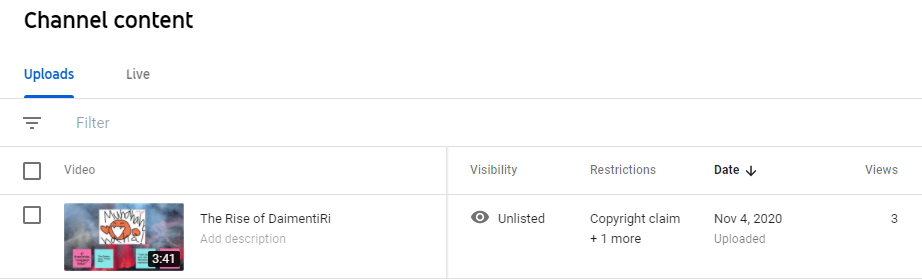 Channel content
Uploads Live
Filter
Video Visibility Restrictions Date Views
The Rise of DaimentiRi Unlisted Copyright claim Nov 4, 2020 3
Add description + 1 more Uploaded
3:41